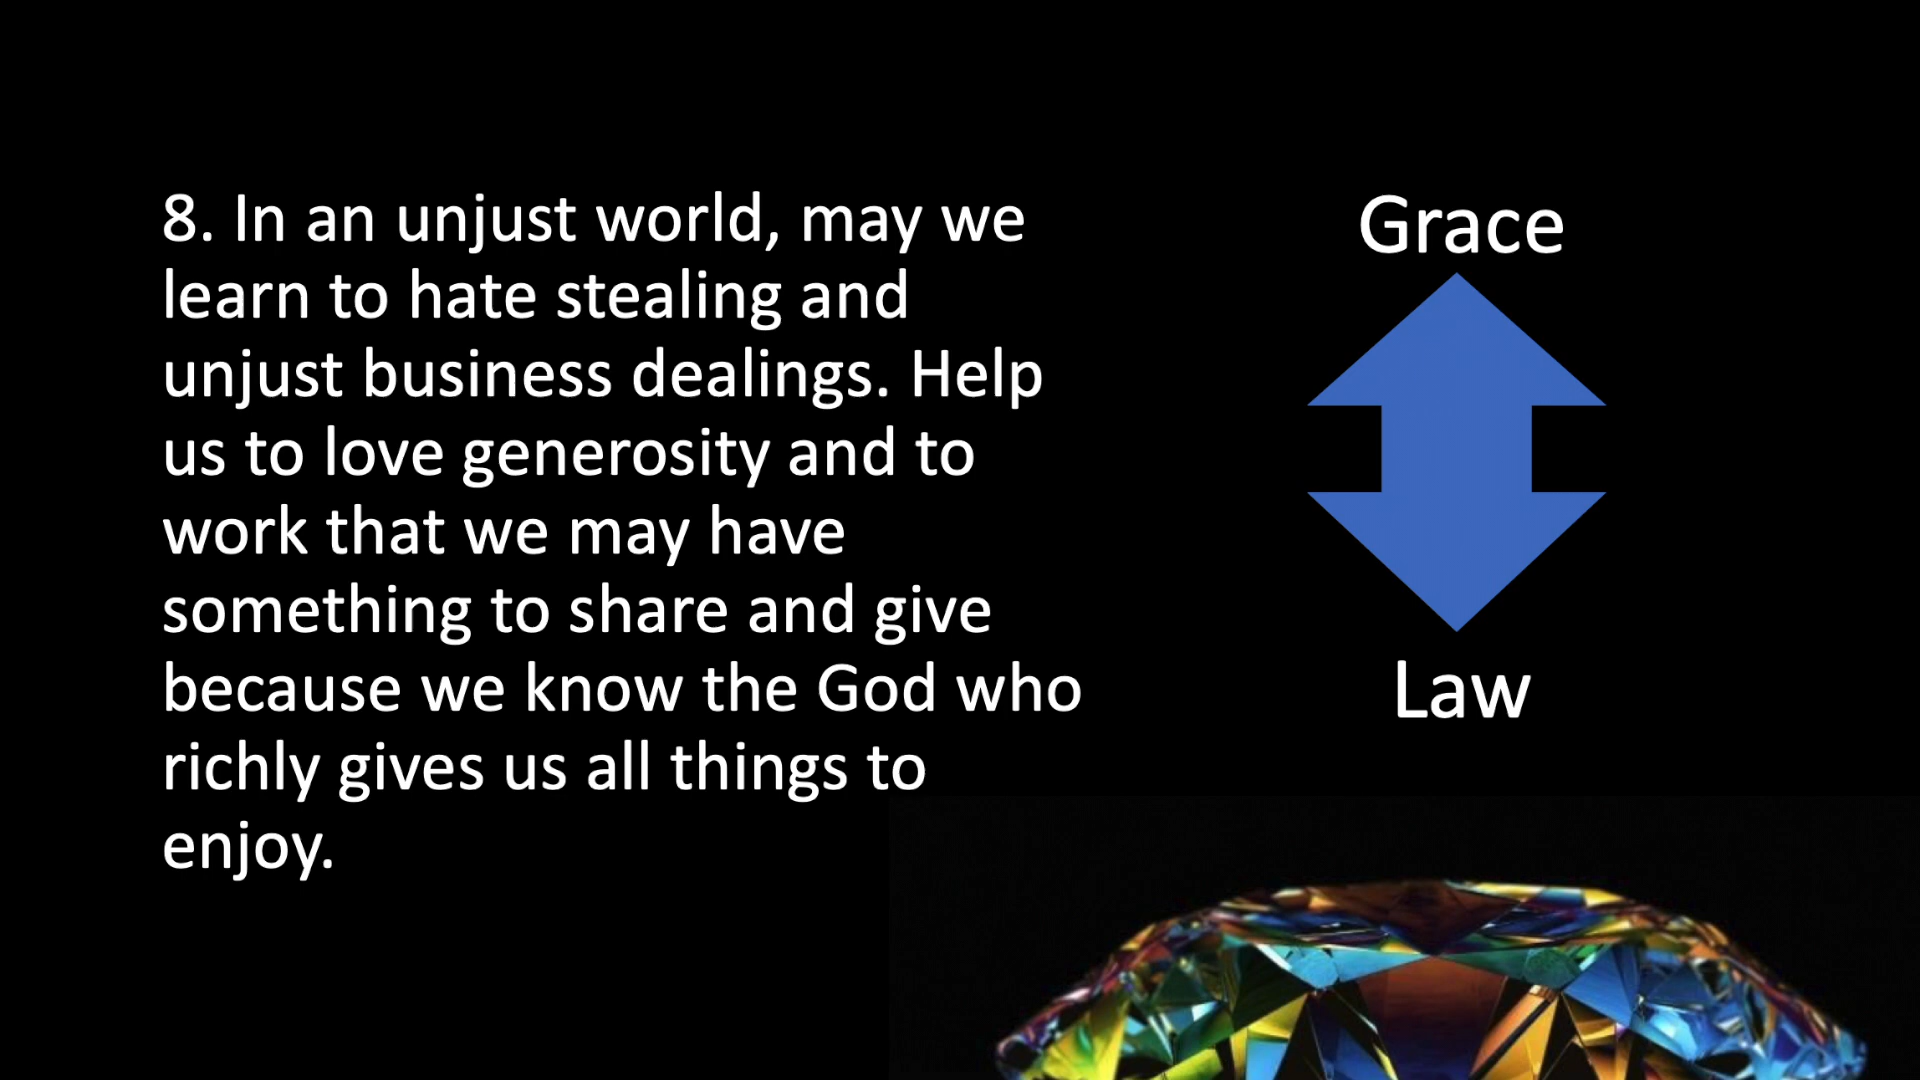 8. In an unjust world, may we
learn to hate stealing and
unjust business dealings. Help
us to love generosity and to
work that we may have
something to share and give
because we know the God who
richly gives us all things to
enjoy.
Grace
Law